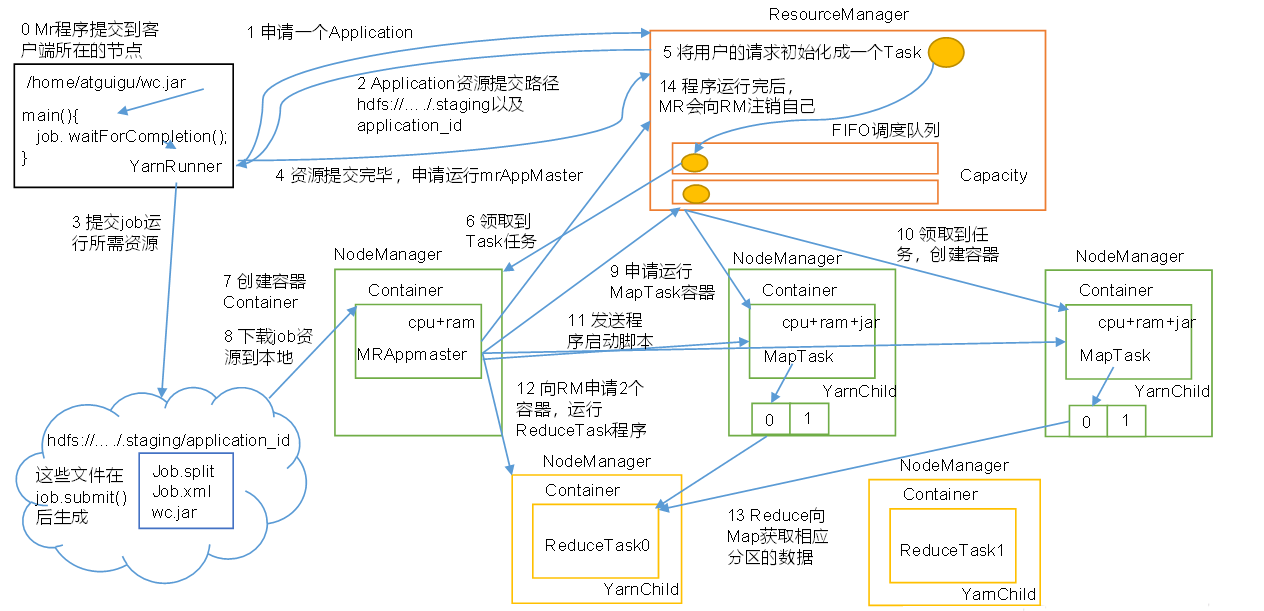 0 Mr程序提交到客
户端所在的节点
/home/atguigu/wc.jar
main(){
job. waitForCompletion();
}
YarnRunner
1 申请一个Application
2 Application资源提交路径
hdfs://.../.staging以及
application_id
4 资源提交完毕，申请运行mrAppMaster
ResourceManager
5 将用户的请求初始化成一个Task
14 程序运行完后，
MR会向RM注销自己
FIFO调度队列
Capacity
3 提交job运
行所需资源
6 领取到
Task任务
7 创建容器
Container
8 下载job资
源到本地
NodeManager
Container
cpu+ram
MRAppmaster
9 申请运行
MapTask容器
10 领取到任
务，创建容器
11 发送程
序启动脚本
NodeManager
Container
cpu+ram+jar
MapTask
YarnChild
0
1
NodeManager
Container
cpu+ram+jar
MapTask
YarnChild
0
1
12 向RM申请2个
容器，运行
ReduceTask程序
hdfs://.../.staging/application_id
这些文件在
job.submit()
后生成
Job.split
Job.xml
wc.jar
NodeManager
Container
ReduceTask0
YarnChild
13 Reduce向
Map获取相应
分区的数据
NodeManager
Container
ReduceTask1
YarnChild